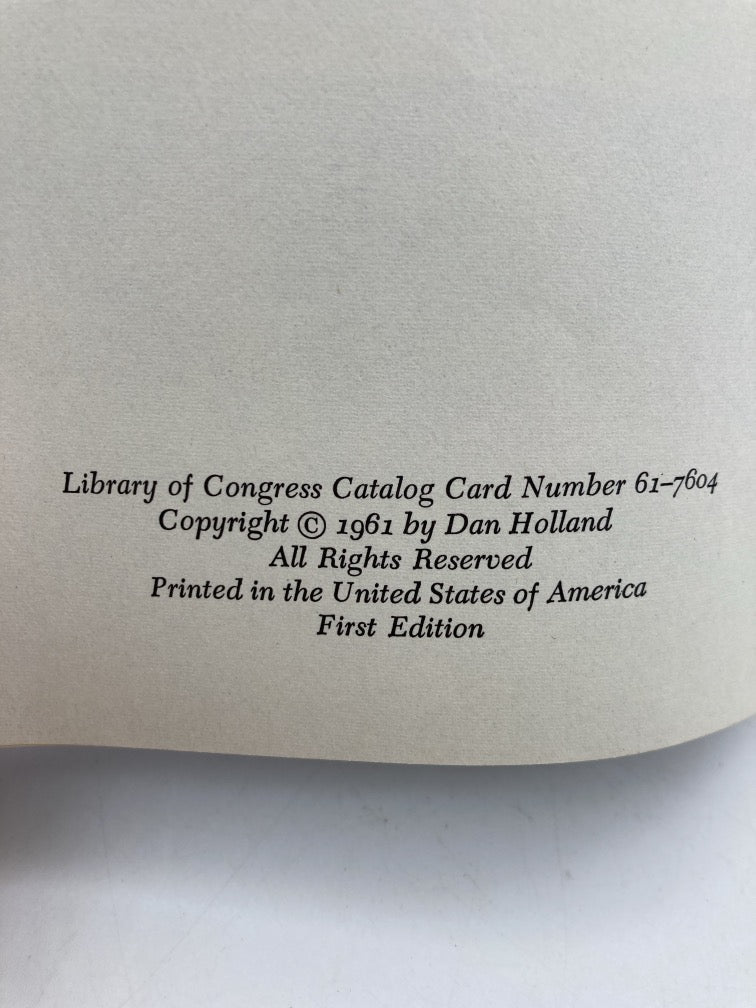 Library of Congress Catalog Card Number 61-7604
Copyright © 1961 by Dan Holland
All Rights Reserved
Printed in the United States of America
First Edition